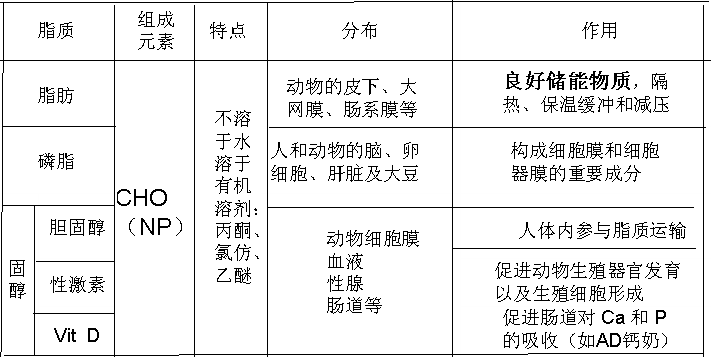 脂质
组成
元素
特点
分布
作用
脂肪
动物的皮下、大
网膜、肠系膜等
良好储能物质，隔
热、保温缓冲和减压
磷脂
人和动物的脑、卵
细胞、肝脏及大豆
构成细胞膜和细胞
器膜的重要成分
CHO
（NP）
不溶
于水
溶于
有机
溶剂：
丙酮、
氯仿、
乙醚
固
醇
胆固醇
动物细胞膜
血液
性腺
肠道等
人体内参与脂质运输
性激素
促进动物生殖器官发育
以及生殖细胞形成
Vit D
促进肠道对 Ca 和 P
的吸收（如AD钙奶）